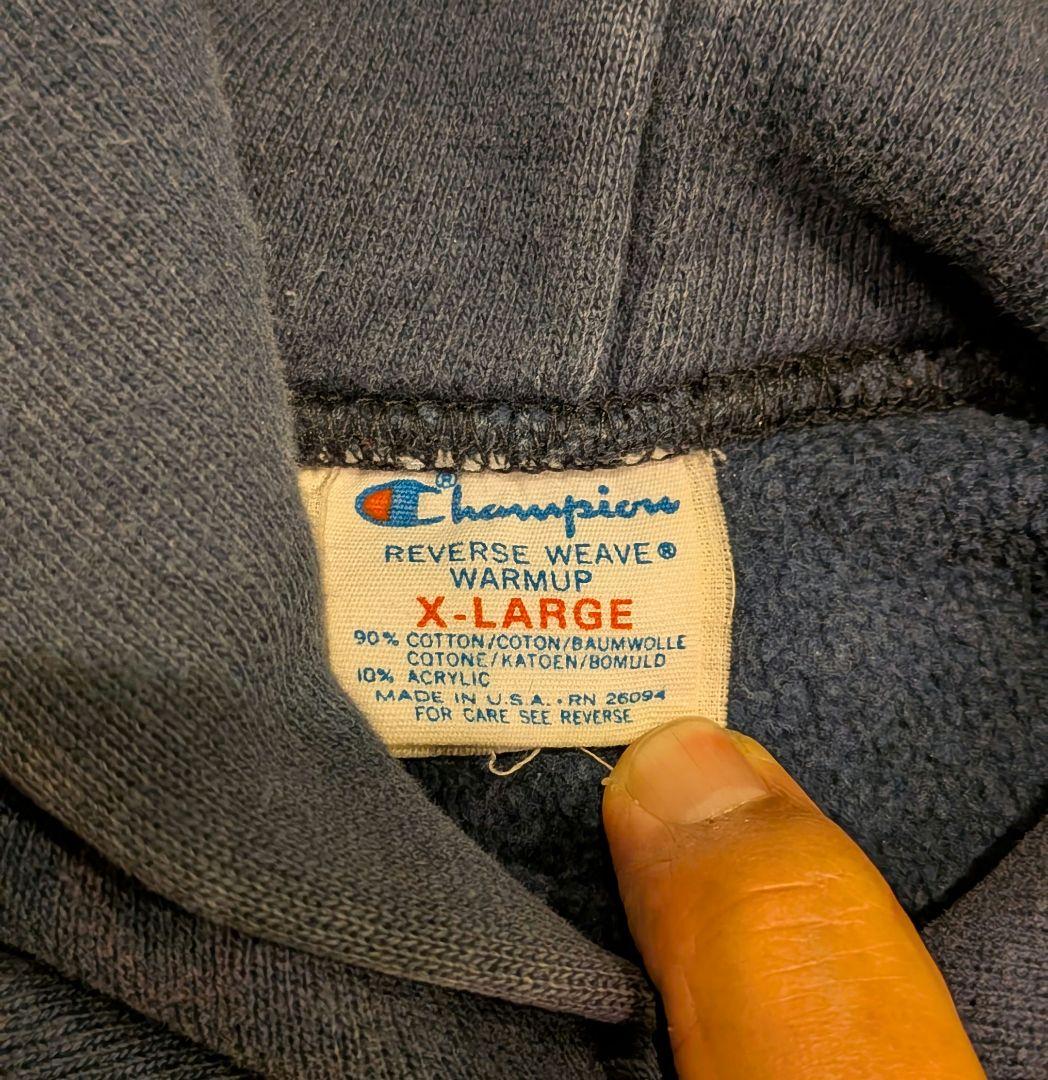 Champion®
REVERSE WEAVE®
WARMUP
X-LARGE
90% COTTON/COTON/BAUMWOLLE
COTONE/KATOEN/BOMULD
10% ACRYLIC
MADE IN U.S.A. · RN 26094
FOR CARE SEE REVERSE